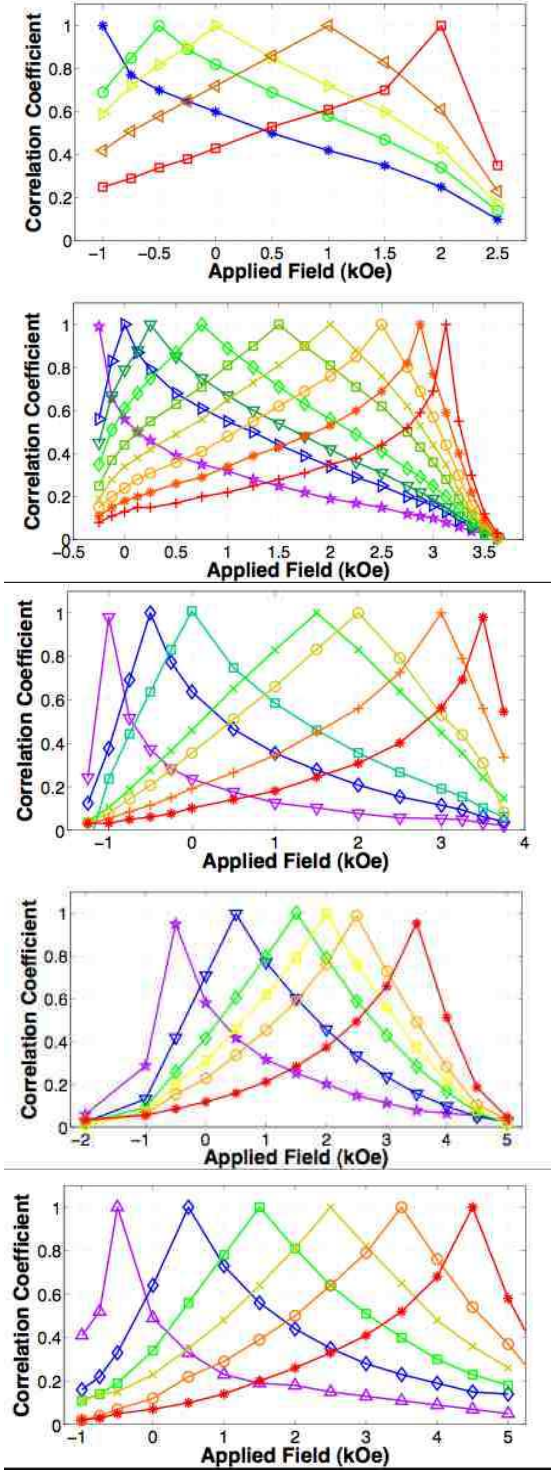 Correlation Coefficient
1
0.8
0.6
0.4
0.2
0
−1 −0.5 0 0.5 1 1.5 2 2.5
Applied Field (kOe)
Correlation Coefficient
1
0.8
0.6
0.4
0.2
0
−0.5 0 0.5 1 1.5 2 2.5 3 3.5
Applied Field (kOe)
Correlation Coefficient
1
0.8
0.6
0.4
0.2
0
−1 0 1 2 3 4
Applied Field (kOe)
Correlation Coefficient
1
0.8
0.6
0.4
0.2
0
−2 −1 0 1 2 3 4 5
Applied Field (kOe)
Correlation Coefficient
1
0.8
0.6
0.4
0.2
0
−1 0 1 2 3 4 5
Applied Field (kOe)